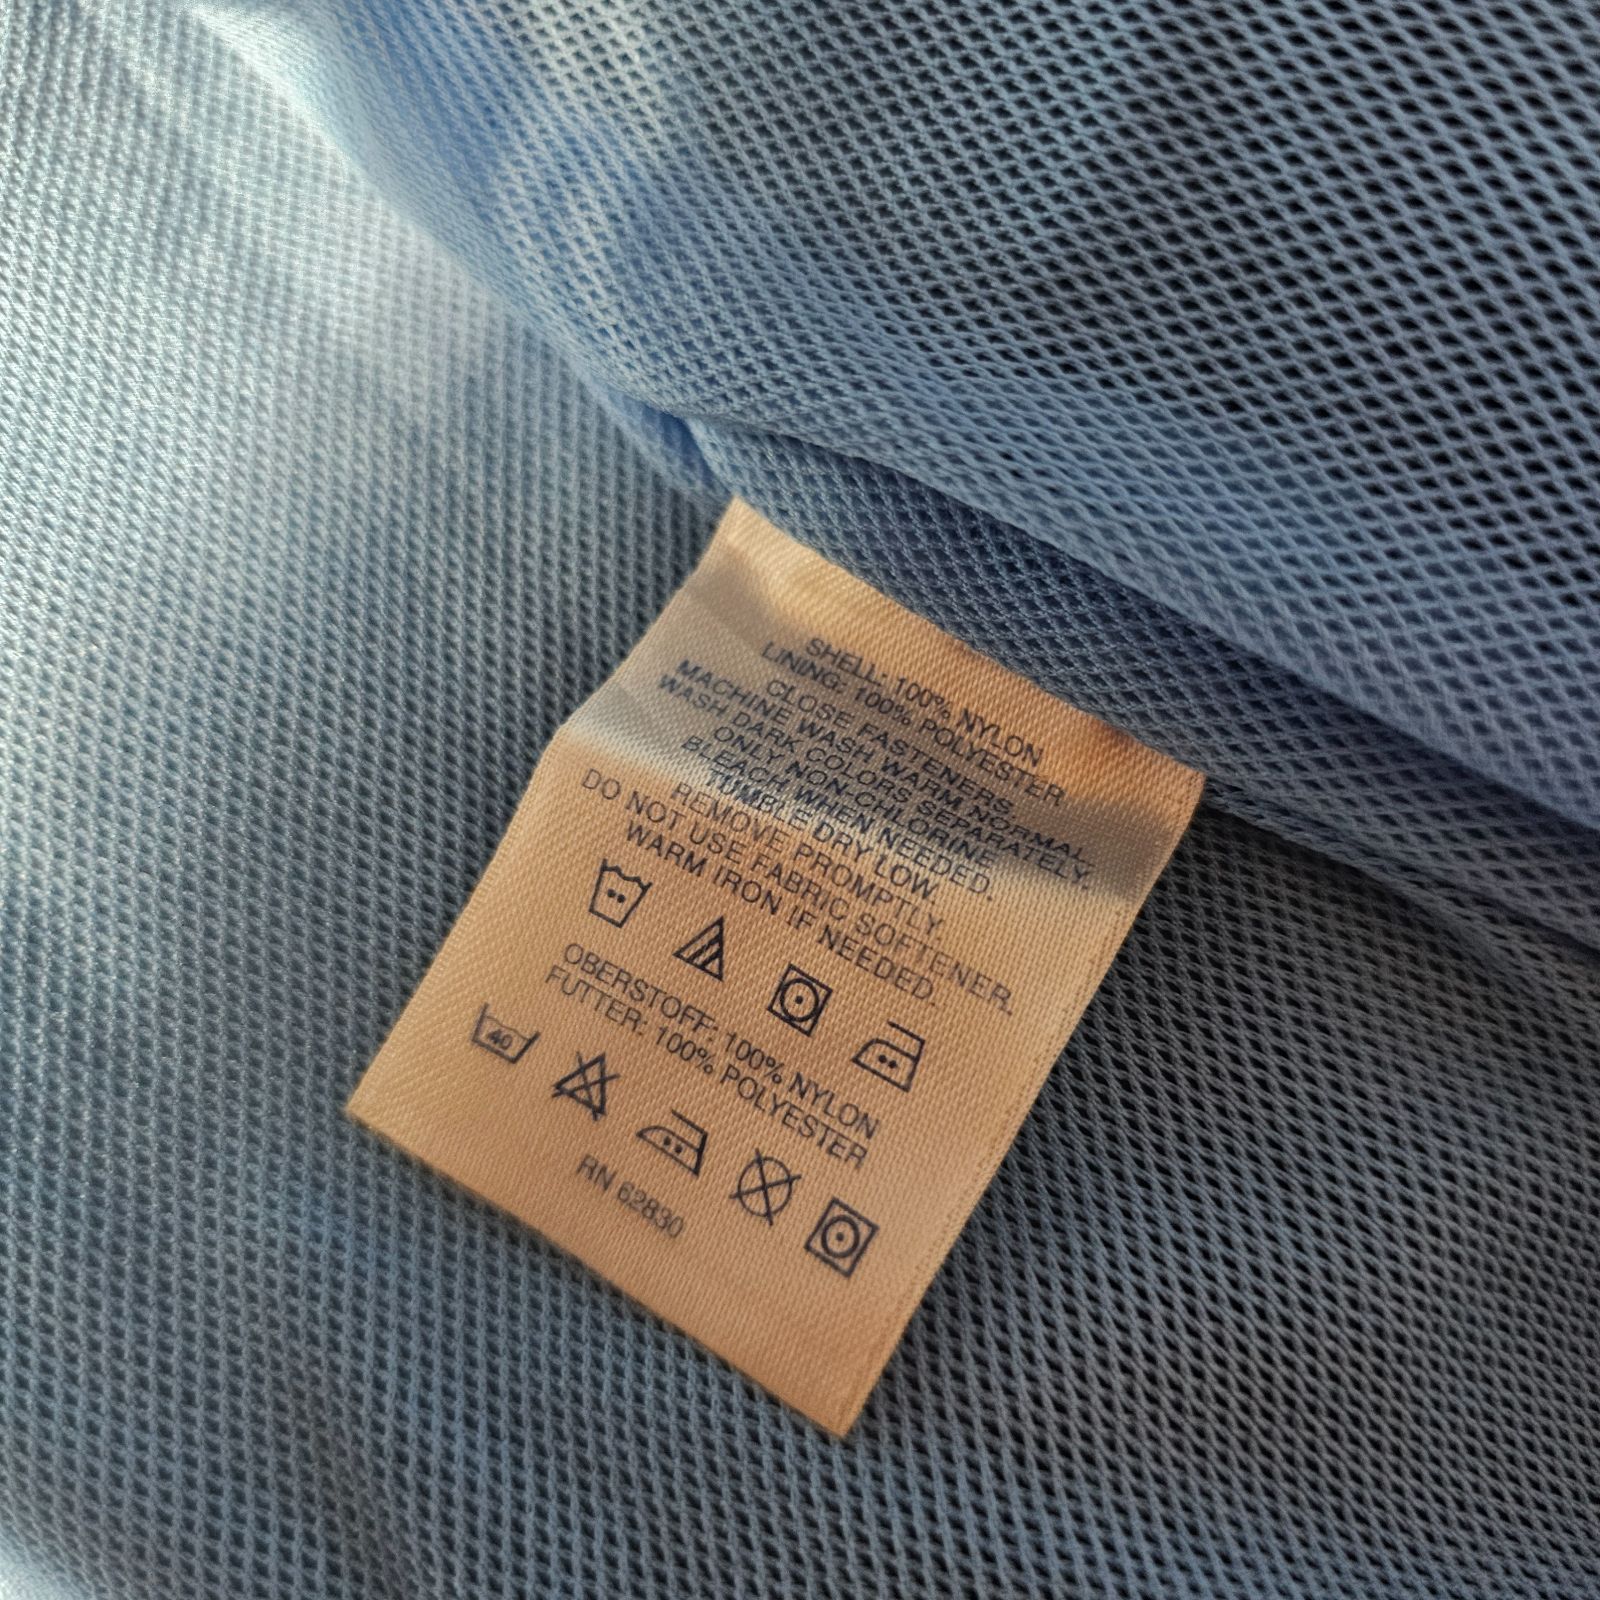 SHELL: 100% NYLON
LINING: 100% POLYESTER
CLOSE FASTENERS.
MACHINE WASH WARM NORMAL.
WASH DARK COLORS SEPARATELY.
ONLY NON-CHLORINE
BLEACH WHEN NEEDED.
TUMBLE DRY LOW.
REMOVE PROMPTLY.
DO NOT USE FABRIC SOFTENER.
WARM IRON IF NEEDED.
OBERSTOFF: 100% NYLON
FUTTER: 100% POLYESTER
40
RN 62830